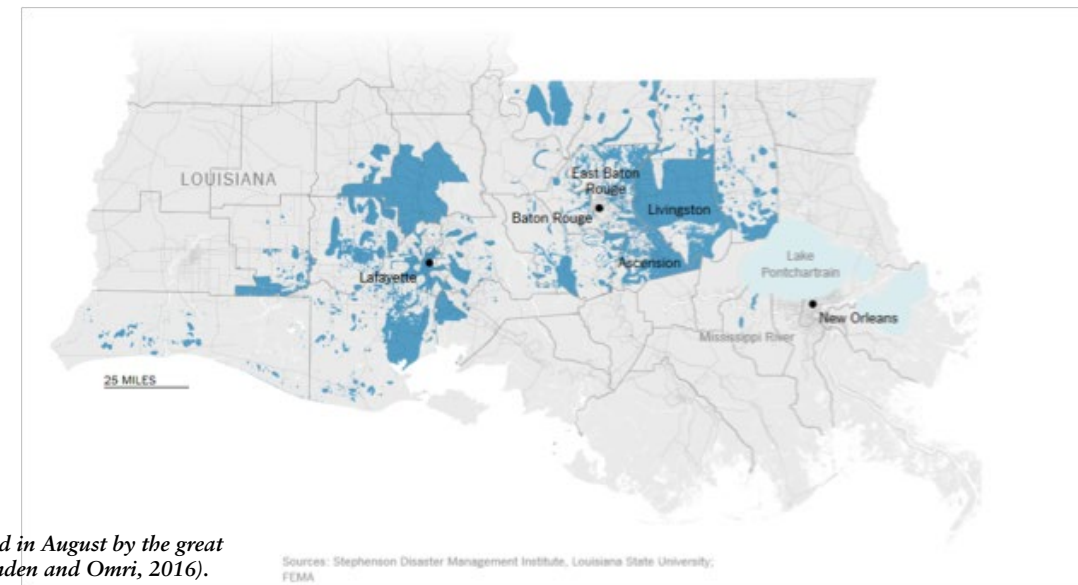 LOUISIANA
East Baton
Rouge
Baton Rouge
Livingston
Ascension
Lafayette
Lake
Pontchartrain
New Orleans
Mississippi River
25 MILES
d in August by the great
den and Omri, 2016).
Sources: Stephenson Disaster Management Institute, Louisiana State University;
FEMA